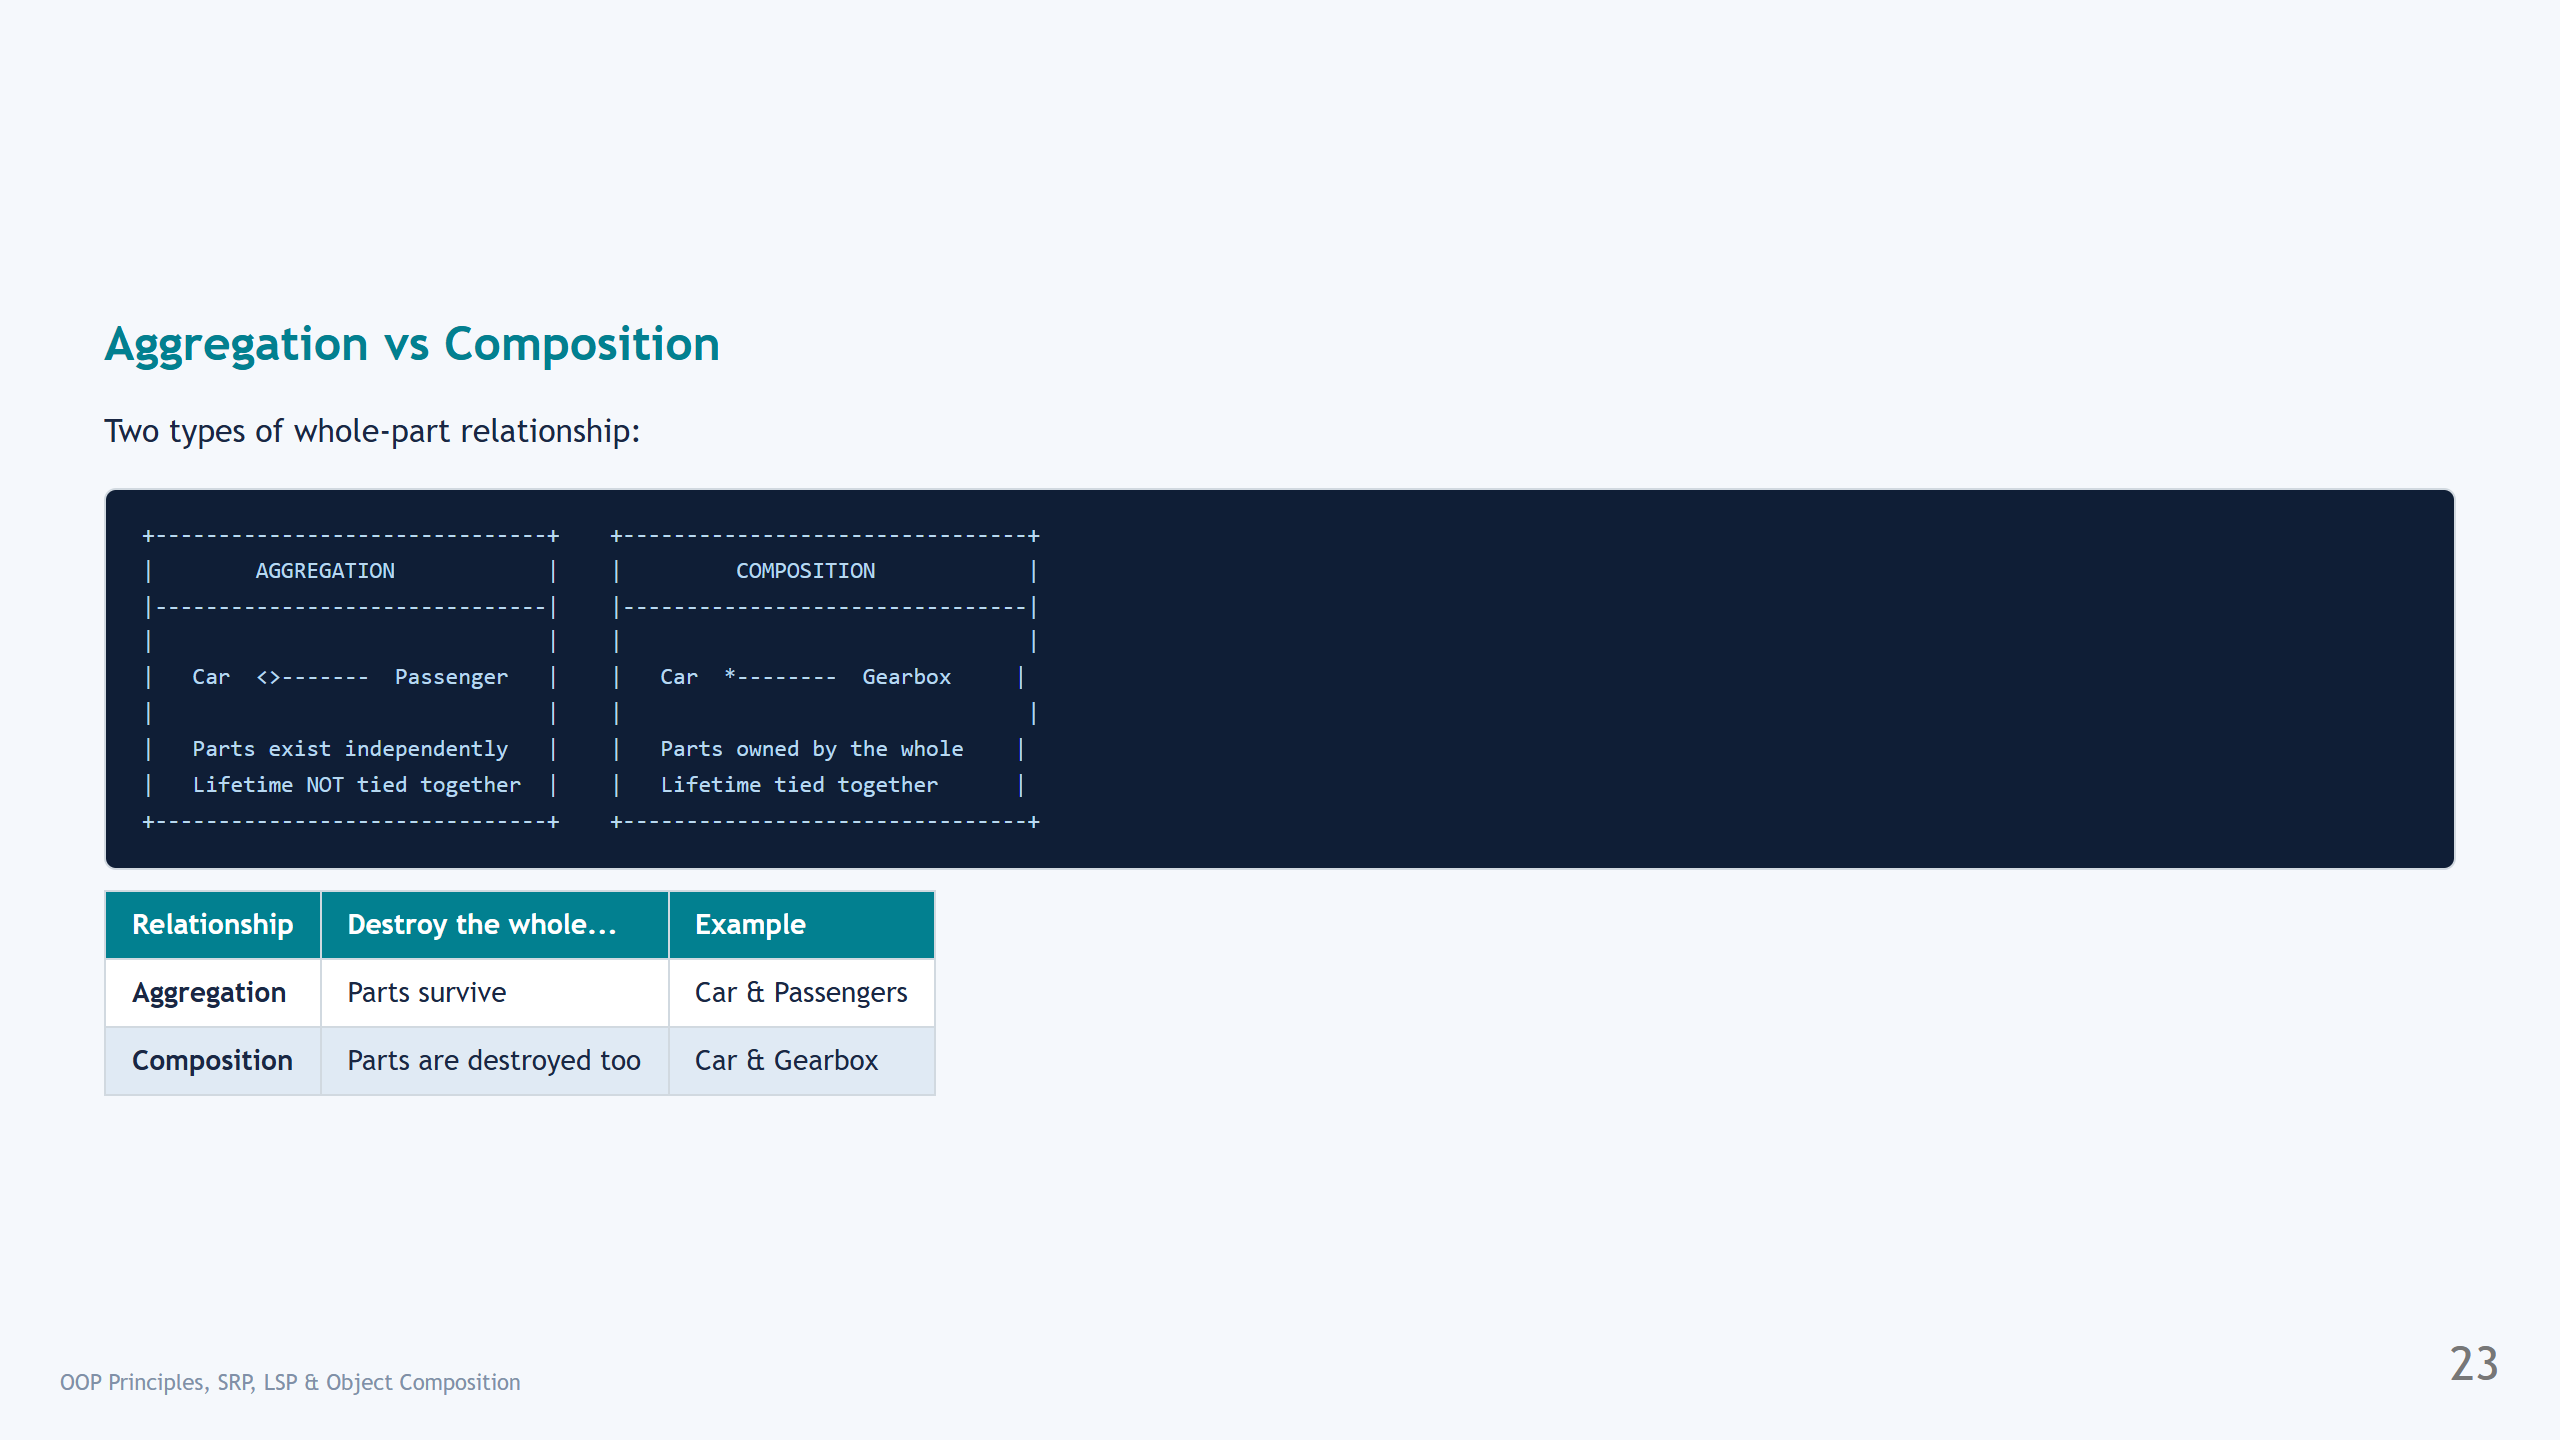 Aggregation vs Composition
Two types of whole-part relationship:
+-------------------------------+    +--------------------------------+
|        AGGREGATION            |    |         COMPOSITION            |
|-------------------------------|    |--------------------------------|
|                               |    |                                |
|   Car  <>-------  Passenger   |    |   Car  *--------  Gearbox     |
|                               |    |                                |
|   Parts exist independently   |    |   Parts owned by the whole    |
|   Lifetime NOT tied together  |    |   Lifetime tied together      |
+-------------------------------+    +--------------------------------+
Relationship Destroy the whole... Example
Aggregation Parts survive Car & Passengers
Composition Parts are destroyed too Car & Gearbox
OOP Principles, SRP, LSP & Object Composition
23